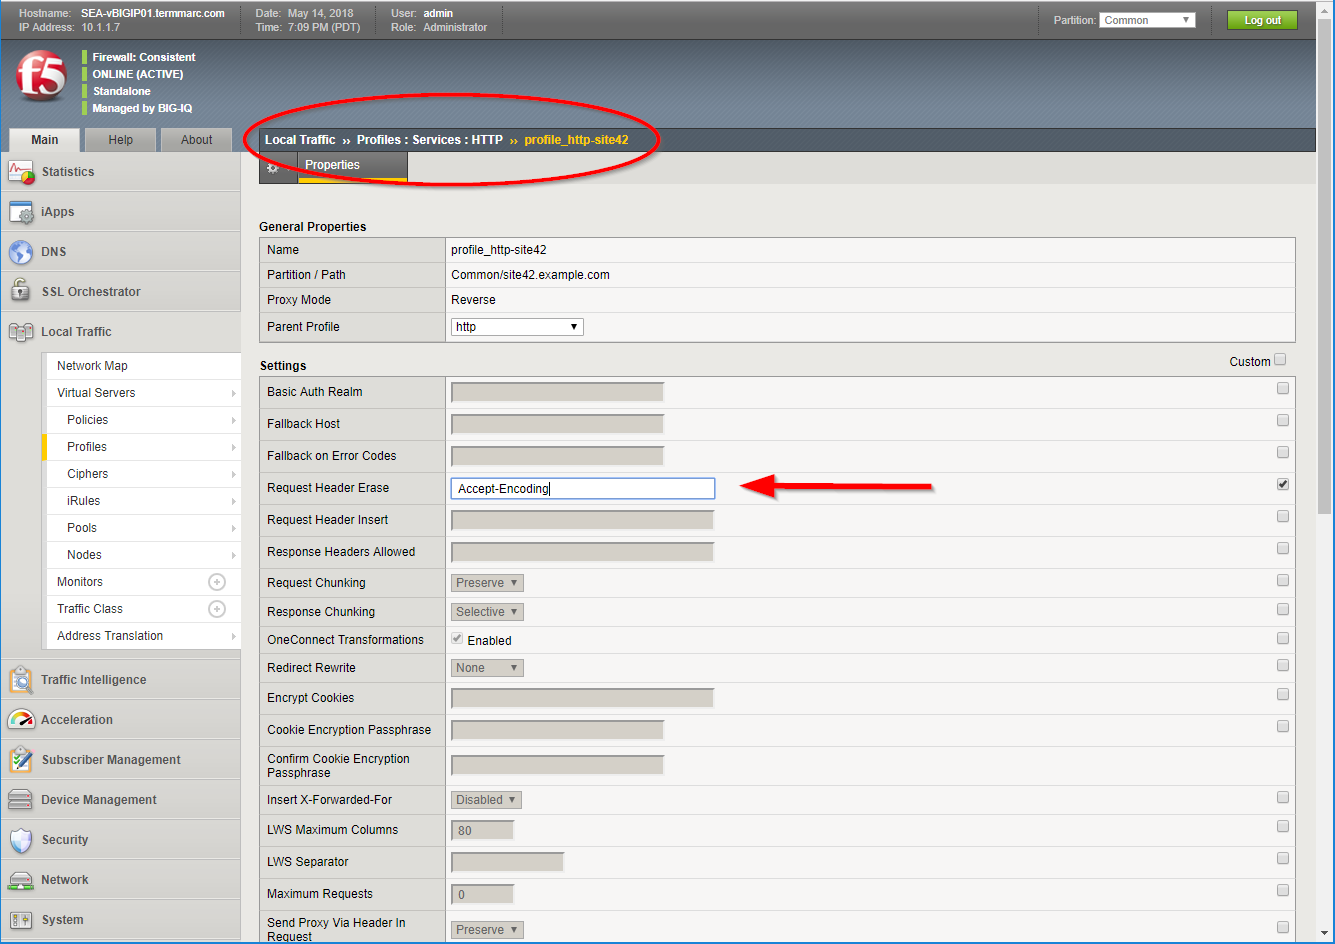 Hostname: SEA-vBIGIP01.termmarc.com Date: May 14, 2018 User: admin
IP Address: 10.1.1.7 Time: 7:09 PM (PDT) Role: Administrator
Partition: Common Log out
f5
Firewall: Consistent
ONLINE (ACTIVE)
Standalone
Managed by BIG-IQ
Main Help About
Local Traffic ›› Profiles : Services : HTTP ›› profile_http-site42
Properties
Statistics
iApps
DNS
SSL Orchestrator
Local Traffic
Network Map
Virtual Servers
Policies
Profiles
Ciphers
iRules
Pools
Nodes
Monitors
Traffic Class
Address Translation
Traffic Intelligence
Acceleration
Subscriber Management
Device Management
Security
Network
System
General Properties
Name profile_http-site42
Partition / Path Common/site42.example.com
Proxy Mode Reverse
Parent Profile http
Settings Custom
Basic Auth Realm
Fallback Host
Fallback on Error Codes
Request Header Erase Accept-Encoding
Request Header Insert
Response Headers Allowed
Request Chunking Preserve
Response Chunking Selective
OneConnect Transformations Enabled
Redirect Rewrite None
Encrypt Cookies
Cookie Encryption Passphrase
Confirm Cookie Encryption
Passphrase
Insert X-Forwarded-For Disabled
LWS Maximum Columns 80
LWS Separator
Maximum Requests 0
Send Proxy Via Header In
Request Preserve